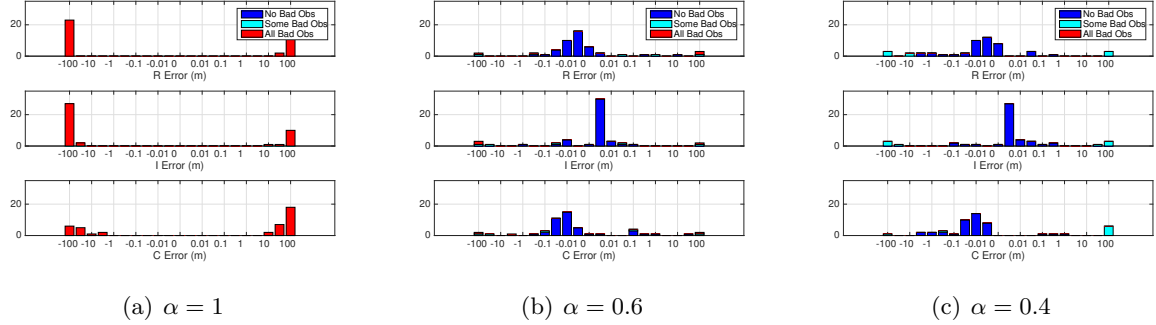 20
0
-100 -10 -1 -0.1 -0.01 0 0.01 0.1 1 10 100
R Error (m)
No Bad Obs
Some Bad Obs
All Bad Obs
20
0
-100 -10 -1 -0.1 -0.01 0 0.01 0.1 1 10 100
I Error (m)
20
0
-100 -10 -1 -0.1 -0.01 0 0.01 0.1 1 10 100
C Error (m)
(a) α = 1
20
0
-100 -10 -1 -0.1 -0.01 0 0.01 0.1 1 10 100
R Error (m)
No Bad Obs
Some Bad Obs
All Bad Obs
20
0
-100 -10 -1 -0.1 -0.01 0 0.01 0.1 1 10 100
I Error (m)
20
0
-100 -10 -1 -0.1 -0.01 0 0.01 0.1 1 10 100
C Error (m)
(b) α = 0.6
20
0
-100 -10 -1 -0.1 -0.01 0 0.01 0.1 1 10 100
R Error (m)
No Bad Obs
Some Bad Obs
All Bad Obs
20
0
-100 -10 -1 -0.1 -0.01 0 0.01 0.1 1 10 100
I Error (m)
20
0
-100 -10 -1 -0.1 -0.01 0 0.01 0.1 1 10 100
C Error (m)
(c) α = 0.4